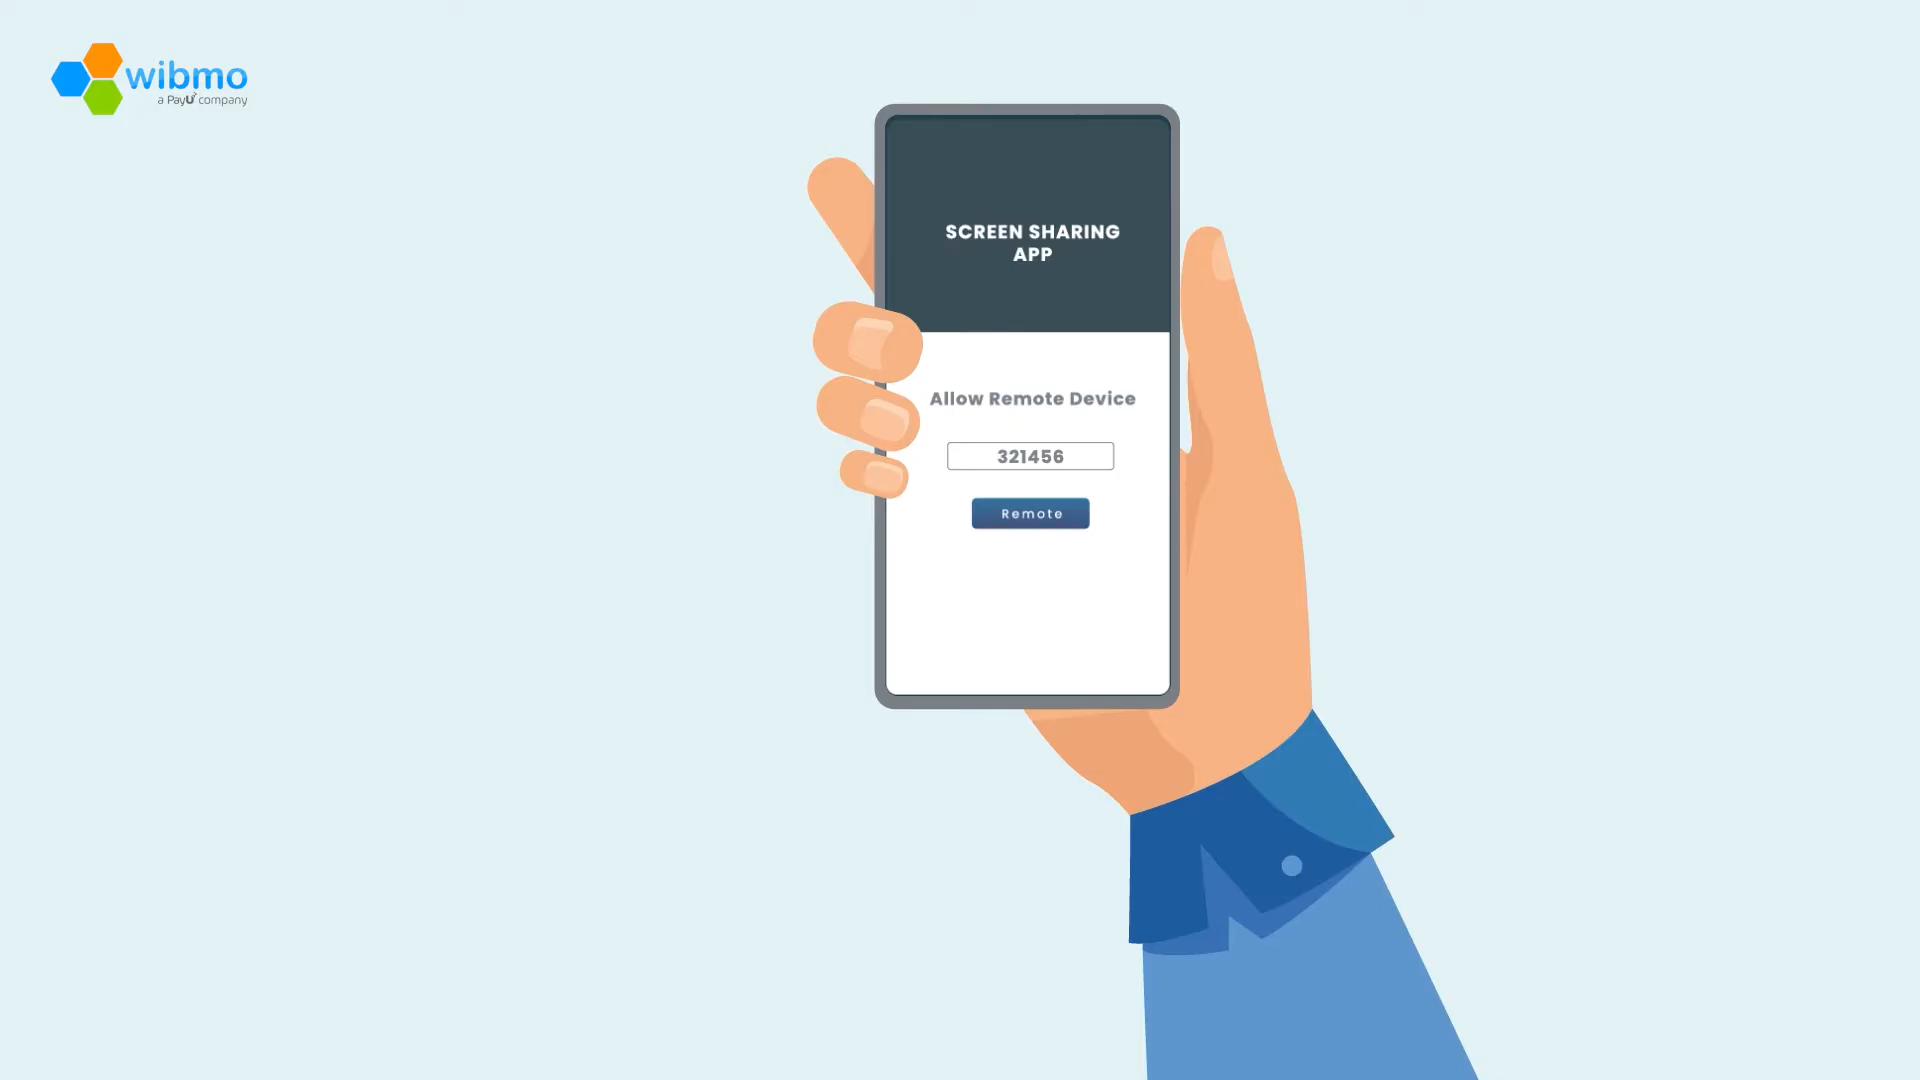 wibmo
a PayU company
SCREEN SHARING
APP
Allow Remote Device
321456
Remote